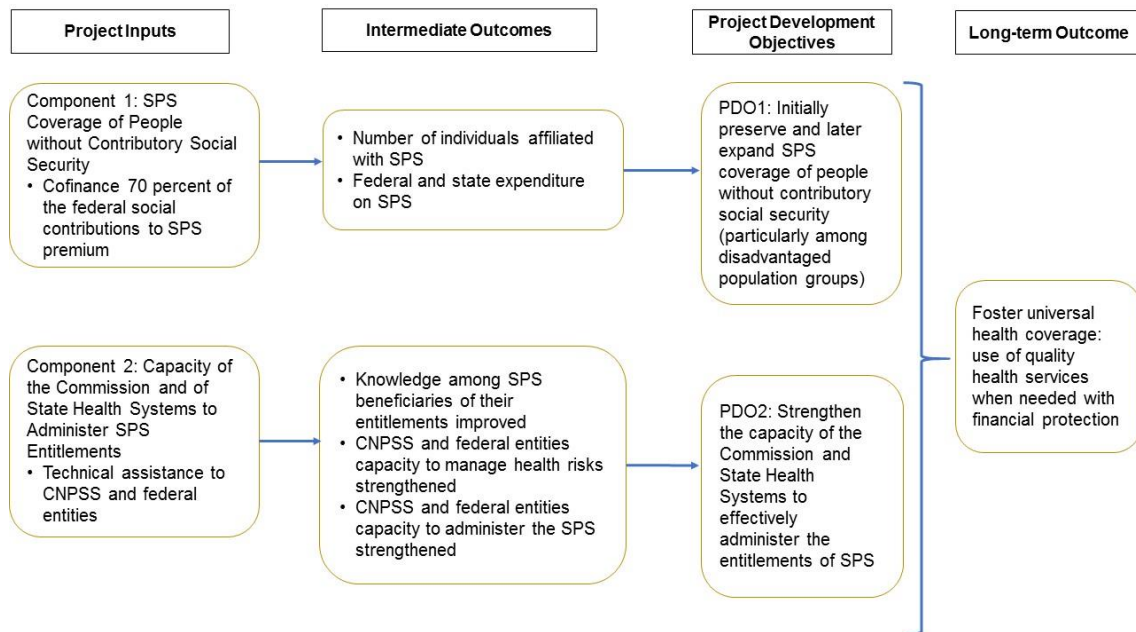 Project Inputs
Intermediate Outcomes
Project Development
Objectives
Long-term Outcome
Component 1: SPS
Coverage of People
without Contributory Social
Security
• Cofinance 70 percent of
the federal social
contributions to SPS
premium
• Number of individuals affiliated
with SPS
• Federal and state expenditure
on SPS
PDO1: Initially
preserve and later
expand SPS
coverage of people
without contributory
social security
(particularly among
disadvantaged
population groups)
Component 2: Capacity of
the Commission and of
State Health Systems to
Administer SPS
Entitlements
• Technical assistance to
CNPSS and federal
entities
• Knowledge among SPS
beneficiaries of their
entitlements improved
• CNPSS and federal entities
capacity to manage health risks
strengthened
• CNPSS and federal entities
capacity to administer the SPS
strengthened
PDO2: Strengthen
the capacity of the
Commission and
State Health
Systems to
effectively
administer the
entitlements of SPS
Foster universal
health coverage:
use of quality
health services
when needed with
financial protection